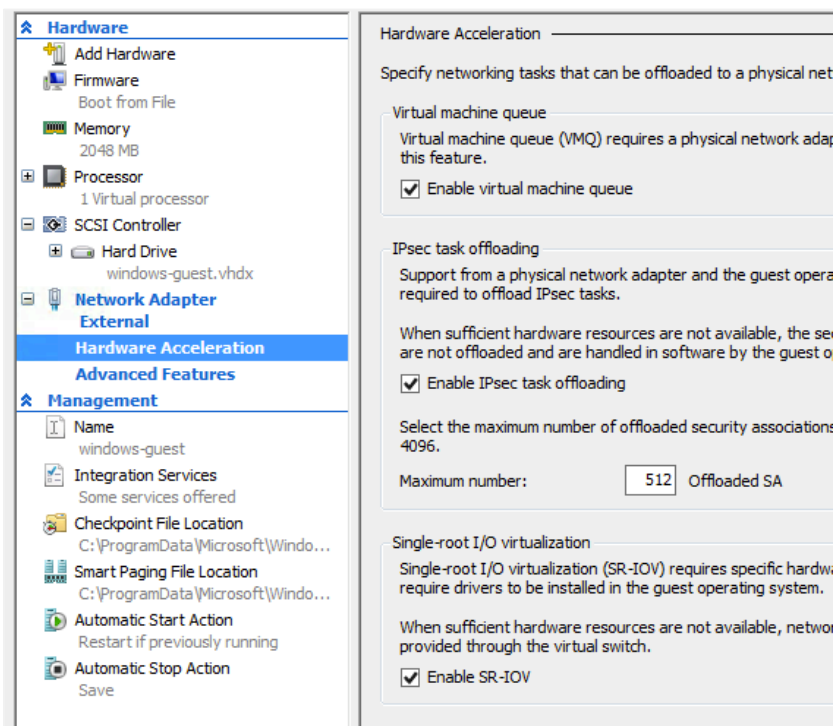 Hardware
Add Hardware
Firmware
Boot from File
Memory
2048 MB
Processor
1 Virtual processor
SCSI Controller
Hard Drive
windows-guest.vhdx
Network Adapter
External
Hardware Acceleration
Advanced Features
Management
Name
windows-guest
Integration Services
Some services offered
Checkpoint File Location
C:\ProgramData\Microsoft\Windo...
Smart Paging File Location
C:\ProgramData\Microsoft\Windo...
Automatic Start Action
Restart if previously running
Automatic Stop Action
Save
Hardware Acceleration
Specify networking tasks that can be offloaded to a physical net
Virtual machine queue
Virtual machine queue (VMQ) requires a physical network adap
this feature.
Enable virtual machine queue
IPsec task offloading
Support from a physical network adapter and the guest opera
required to offload IPsec tasks.
When sufficient hardware resources are not available, the sec
are not offloaded and are handled in software by the guest o
Enable IPsec task offloading
Select the maximum number of offloaded security associations
4096.
Maximum number: 512 Offloaded SA
Single-root I/O virtualization
Single-root I/O virtualization (SR-IOV) requires specific hardwa
require drivers to be installed in the guest operating system.
When sufficient hardware resources are not available, networ
provided through the virtual switch.
Enable SR-IOV